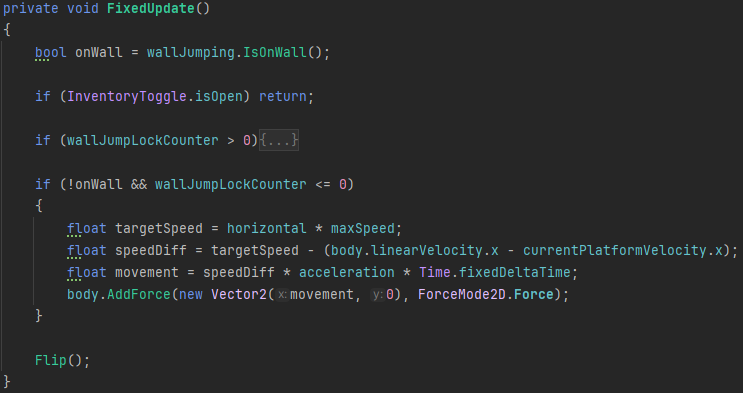 private void FixedUpdate()
{
bool onWall = wallJumping.IsOnWall();
if (InventoryToggle.isOpen) return;
if (wallJumpLockCounter > 0){...}
if (!onWall && wallJumpLockCounter <= 0)
{
float targetSpeed = horizontal * maxSpeed;
float speedDiff = targetSpeed - (body.linearVelocity.x - currentPlatformVelocity.x);
float movement = speedDiff * acceleration * Time.fixedDeltaTime;
body.AddForce(new Vector2(x:movement, y:0), ForceMode2D.Force);
}
Flip();
}